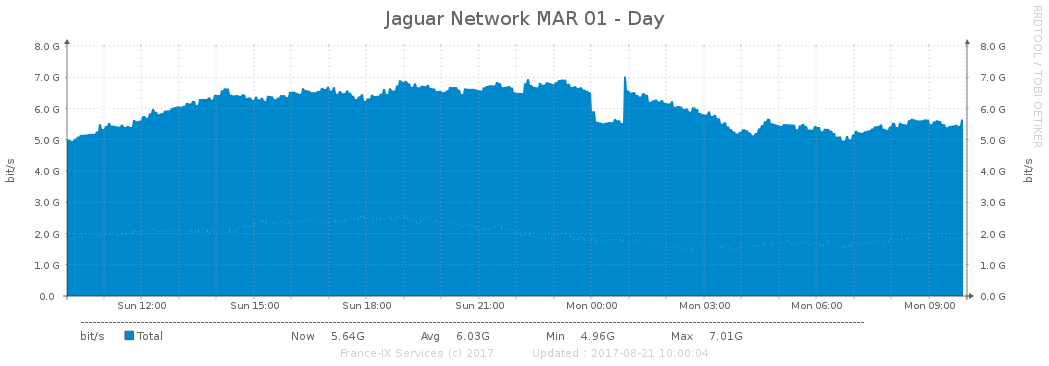 Jaguar Network MAR 01 - Day
RRDTOOL / TOBI OETIKER
bit/s
bit/s
8.0 G 8.0 G
7.0 G 7.0 G
6.0 G 6.0 G
5.0 G 5.0 G
4.0 G 4.0 G
3.0 G 3.0 G
2.0 G 2.0 G
1.0 G 1.0 G
0.0 0.0 G
Sun 12:00 Sun 15:00 Sun 18:00 Sun 21:00 Mon 00:00 Mon 03:00 Mon 06:00 Mon 09:00
bit/s Total Now 5.64G Avg 6.03G Min 4.96G Max 7.01G
France-IX Services (c) 2017 Updated : 2017-08-21 10:00:04